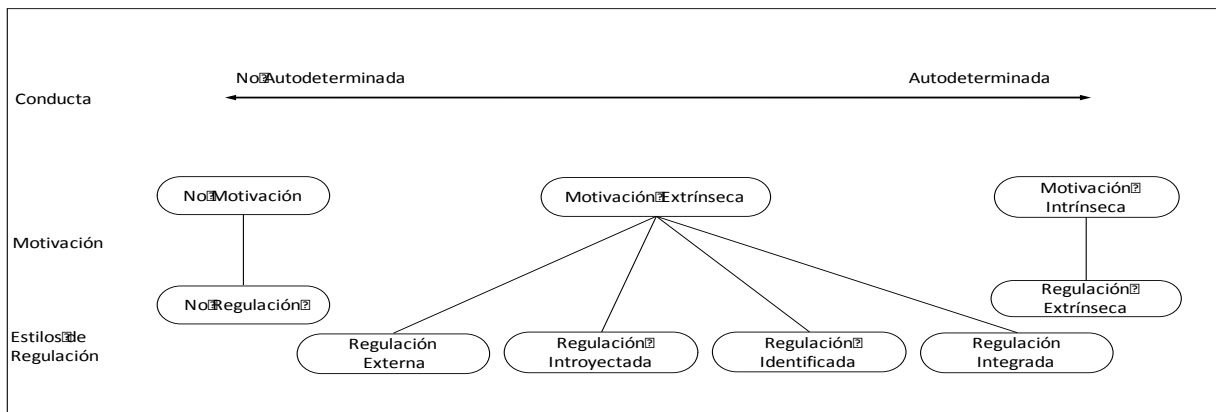 No Autodeterminada
Autodeterminada
Conducta
No Motivación
Motivación Extrínseca
Motivación
Intrínseca
Motivación
No Regulación
Regulación
Extrínseca
Estilos de
Regulación
Regulación
Externa
Regulación
Introyectada
Regulación
Identificada
Regulación
Integrada